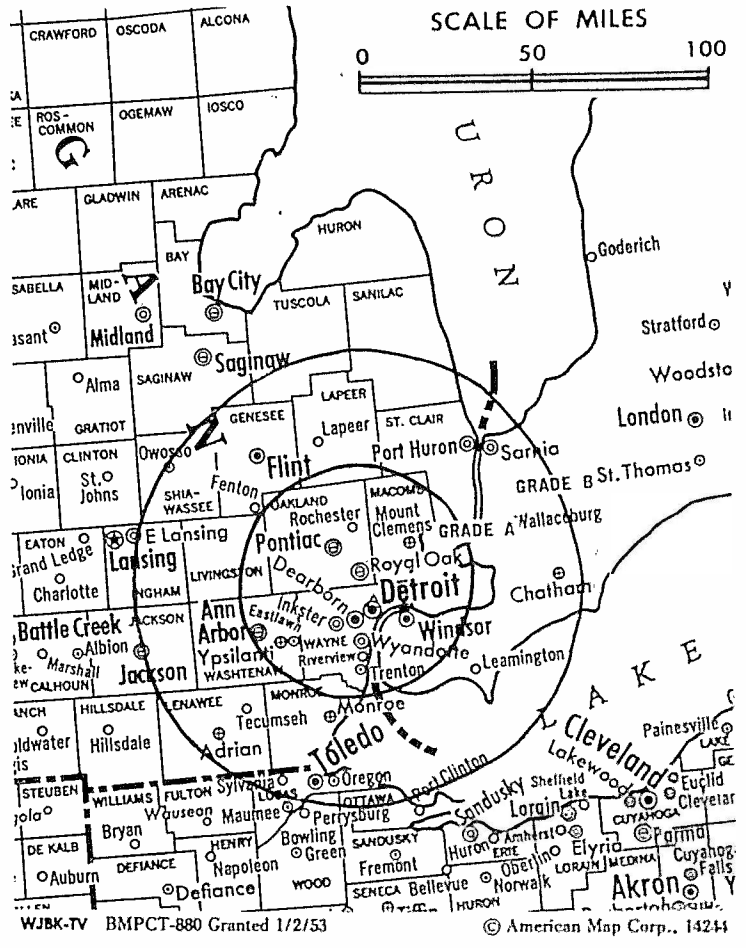 SCALE OF MILES
0 50 100
CRAWFORD OSCODA ALCONA
ROS-
COMMON OGEMAW IOSCO
G
URON
GLADWIN ARENAC
HURON
Goderich
BAY
SABELLA MID-
LAND
A Bay City
TUSCOLA SANILAC
Midland
Stratford
Saginaw
Alma SAGINAW
LAPEER
London
GRATIOT GENESEE
ST. CLAIR
N
Lapeer Port Huron Sarnia
IONIA CLINTON Owosso
Flint
St.
Johns
Ionia
SHIA-
WASSEE Fenton
GRADE B St. Thomas
OAKLAND MACOMB
Rochester Mount
Clemens GRADE A Wallaceburg
EATON E Lansing
Grand Ledge Lansing
Pontiac
Royal Oak
LIVINGSTON
Charlotte
INGHAM
Dearborn Detroit
Chatham
Battle Creek JACKSON Ann
Arbor
Inkster
Eastlawn
Windsor
Albion
Marshall
CALHOUN Jackson
Ypsilanti
WASHTENAW WAYNE
Wyandotte
Riverview
Trenton
Leamington
HILLSDALE LENAWEE MONROE
Tecumseh Monroe
Hillsdale
Adrian
LAKE
Toledo
Cleveland Painesville
Lakewood
LAKE
STEUBEN
WILLIAMS FULTON Sylvania
LUCAS Oregon
OTTAWA
Port Clinton
Sandusky
Sheffield
Lake
Euclid
Wauseon Maumee Perrysburg
Lorain
CUYAHOGA
Bryan
Bowling
Green
SANDUSKY
Huron Amherst
ERIE
Elyria Parma
DE KALB HENRY
Napoleon
Fremont
Oberlin
LORAIN MEDINA
Auburn DEFIANCE
Defiance
WOOD
SENECA Bellevue Norwalk
HURON
Akron
WJBK-TV BMPCT-880 Granted 1/2/53 © American Map Corp., 14244